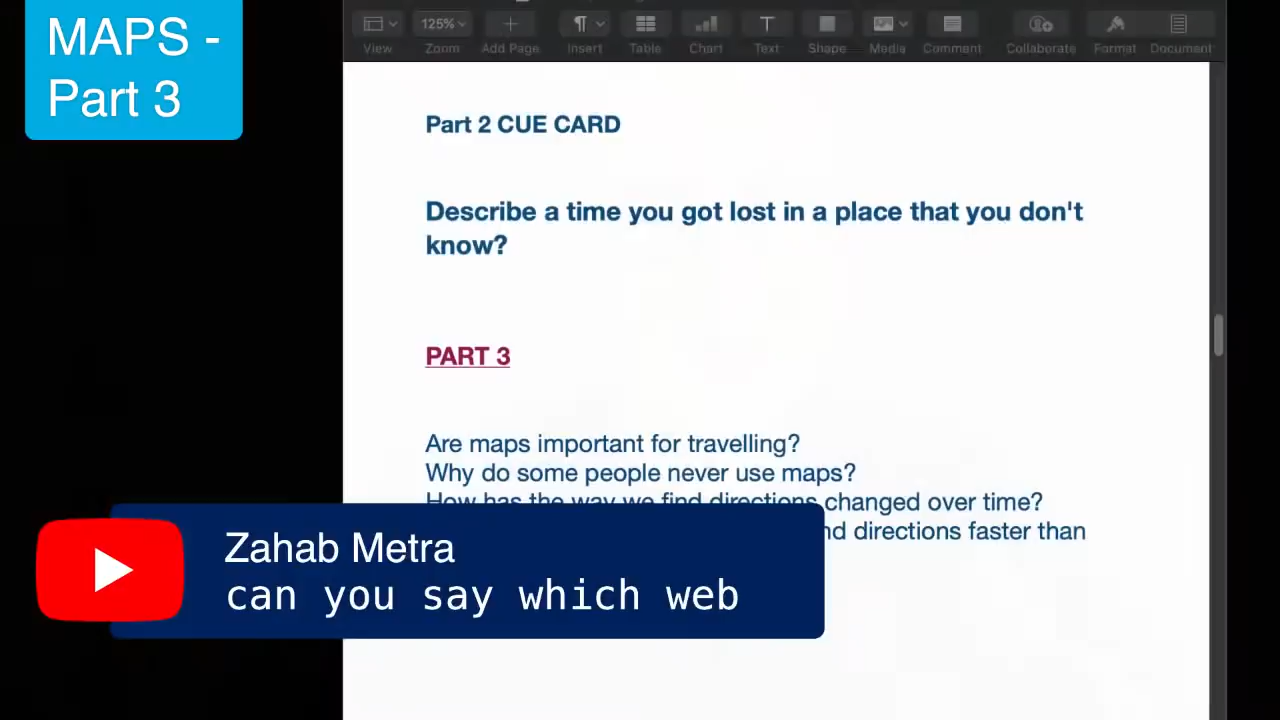 MAPS -
Part 3
125%
View
Zoom
Add Page
Insert
Table
Chart
Text
Shape
Media
Comment
Collaborate
Format
Document
Part 2 CUE CARD
Describe a time you got lost in a place that you don't
know?
PART 3
Are maps important for travelling?
Why do some people never use maps?
How has the way we find directions changed over time?
directions faster than
Zahab Metra
can you say which web